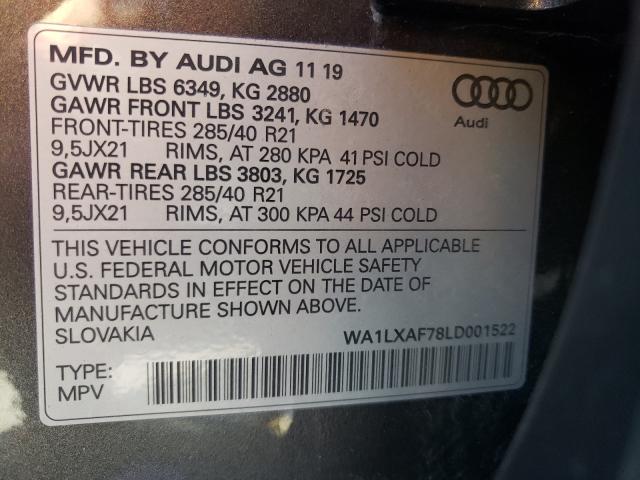 MFD. BY AUDI AG 11 19
GVWR LBS 6349, KG 2880
GAWR FRONT LBS 3241, KG 1470
FRONT-TIRES 285/40 R21
9,5JX21 RIMS, AT 280 KPA 41 PSI COLD
GAWR REAR LBS 3803, KG 1725
REAR-TIRES 285/40 R21
9,5JX21 RIMS, AT 300 KPA 44 PSI COLD
Audi
THIS VEHICLE CONFORMS TO ALL APPLICABLE
U.S. FEDERAL MOTOR VEHICLE SAFETY
STANDARDS IN EFFECT ON THE DATE OF
MANUFACTURE SHOWN ABOVE.
SLOVAKIA WA1LXAF78LD001522
TYPE:
MPV